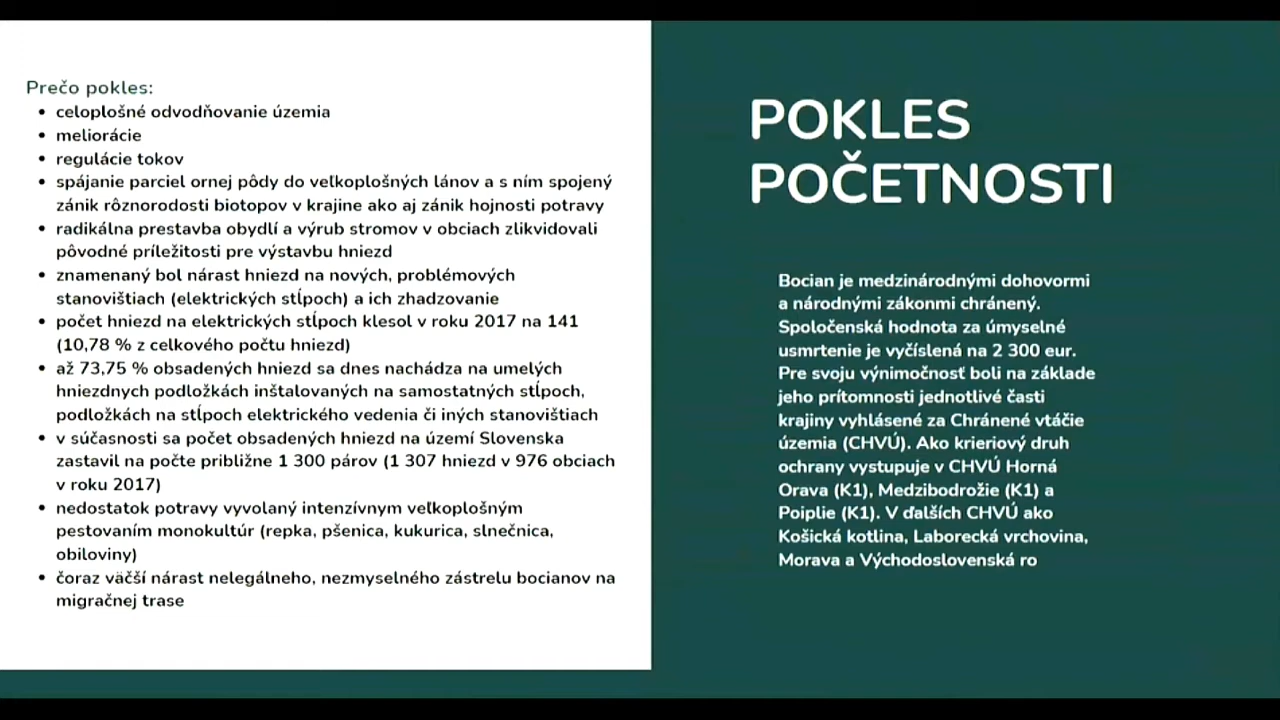 Prečo pokles:
• celoplošné odvodňovanie územia
• meliorácie
• regulácie tokov
• spájanie parciel ornej pôdy do veľkoplošných lánov a s ním spojený
zánik rôznorodosti biotopov v krajine ako aj zánik hojnosti potravy
• radikálna prestavba obydlí a výrub stromov v obciach zlikvidovali
pôvodné príležitosti pre výstavbu hniezd
• znamenaný bol nárast hniezd na nových, problémových
stanovištiach (elektrických stĺpoch) a ich zhadzovanie
• počet hniezd na elektrických stĺpoch klesol v roku 2017 na 141
(10,78 % z celkového počtu hniezd)
• až 73,75 % obsadených hniezd sa dnes nachádza na umelých
hniezdnych podložkách inštalovaných na samostatných stĺpoch,
podložkách na stĺpoch elektrického vedenia či iných stanovištiach
• v súčasnosti sa počet obsadených hniezd na území Slovenska
zastavil na počte približne 1 300 párov (1 307 hniezd v 976 obciach
v roku 2017)
• nedostatok potravy vyvolaný intenzívnym veľkoplošným
pestovaním monokultúr (repka, pšenica, kukurica, slnečnica,
obiloviny)
• čoraz väčší nárast nelegálneho, nezmyselného zástrelu bocianov na
migračnej trase
POKLES
POČETNOSTI
Bocian je medzinárodnými dohovormi
a národnými zákonmi chránený.
Spoločenská hodnota za úmyselné
usmrtenie je vyčíslená na 2 300 eur.
Pre svoju výnimočnosť boli na základe
jeho prítomnosti jednotlivé časti
krajiny vyhlásené za Chránené vtáčie
územia (CHVÚ). Ako krieriový druh
ochrany vystupuje v CHVÚ Horná
Orava (K1), Medzibodrožie (K1) a
Poiplie (K1). V ďalších CHVÚ ako
Košická kotlina, Laborecká vrchovina,
Morava a Východoslovenská ro